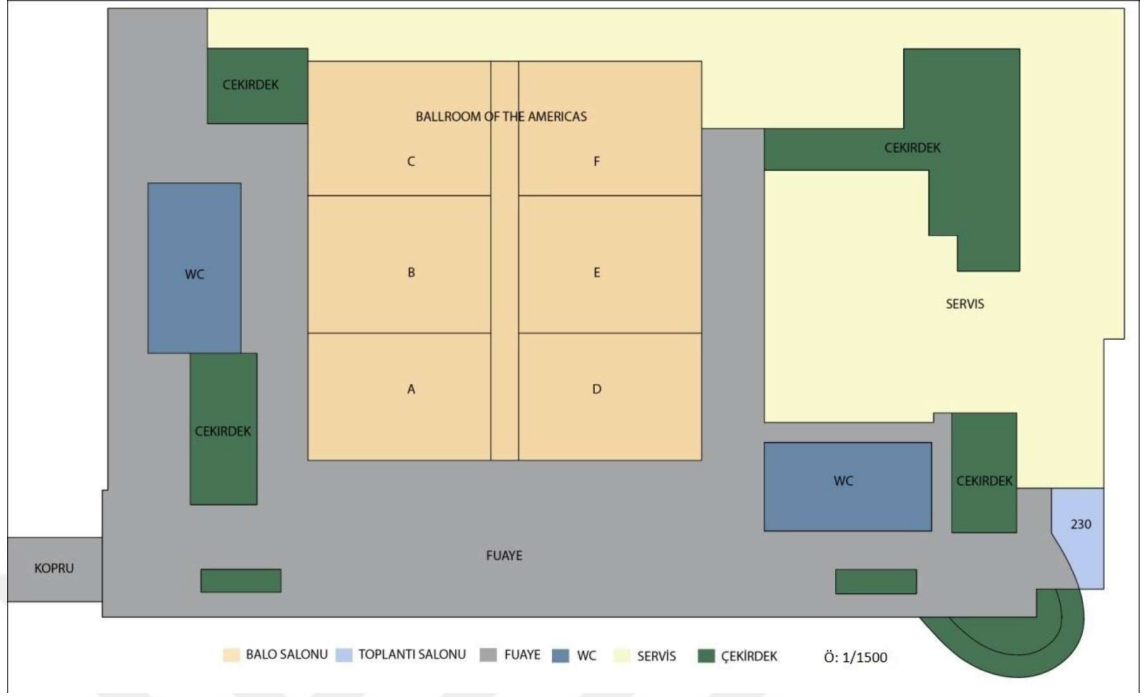 CEKIRDEK
BALLROOM OF THE AMERICAS
C
F
CEKIRDEK
WC
B
E
SERVIS
A
D
CEKIRDEK
WC
CEKIRDEK
230
KOPRU
FUAYE
BALO SALONU TOPLANTI SALONU FUAYE WC SERVİS ÇEKİRDEK Ö: 1/1500